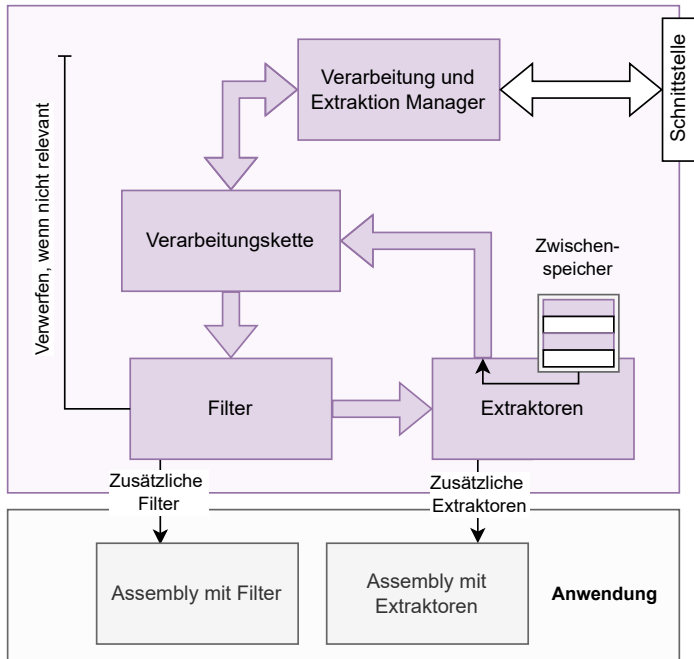 Verarbeitung und
Extraktion Manager
Schnittstelle
Verwerfen, wenn nicht relevant
Verarbeitungskette
Zwischen-
speicher
Filter
Extraktoren
Zusätzliche
Filter
Zusätzliche
Extraktoren
Assembly mit Filter
Assembly mit
Extraktoren
Anwendung